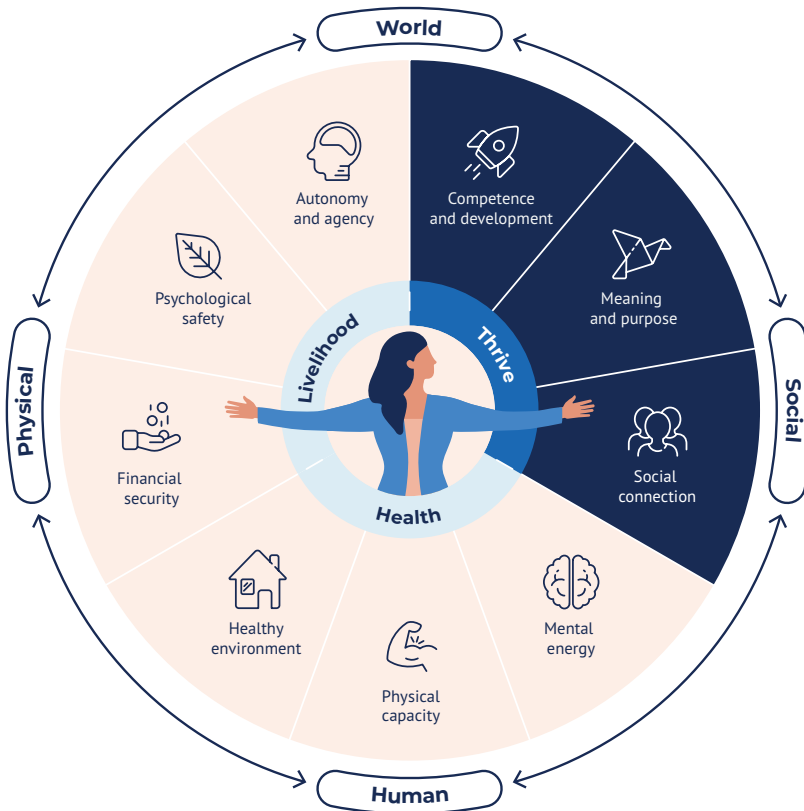 World
Autonomy
and agency
Competence
and development
Psychological
safety
Meaning
and purpose
Livelihood
Thrive
Physical
Social
Financial
security
Social
connection
Health
Healthy
environment
Mental
energy
Physical
capacity
Human